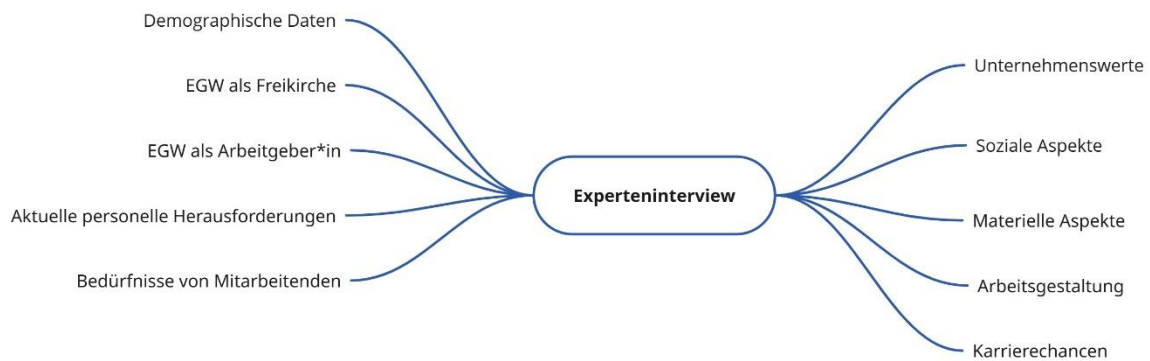 Demographische Daten
EGW als Freikirche
EGW als Arbeitgeber*in
Aktuelle personelle Herausforderungen
Bedürfnisse von Mitarbeitenden
Experteninterview
Unternehmenswerte
Soziale Aspekte
Materielle Aspekte
Arbeitsgestaltung
Karrierechancen